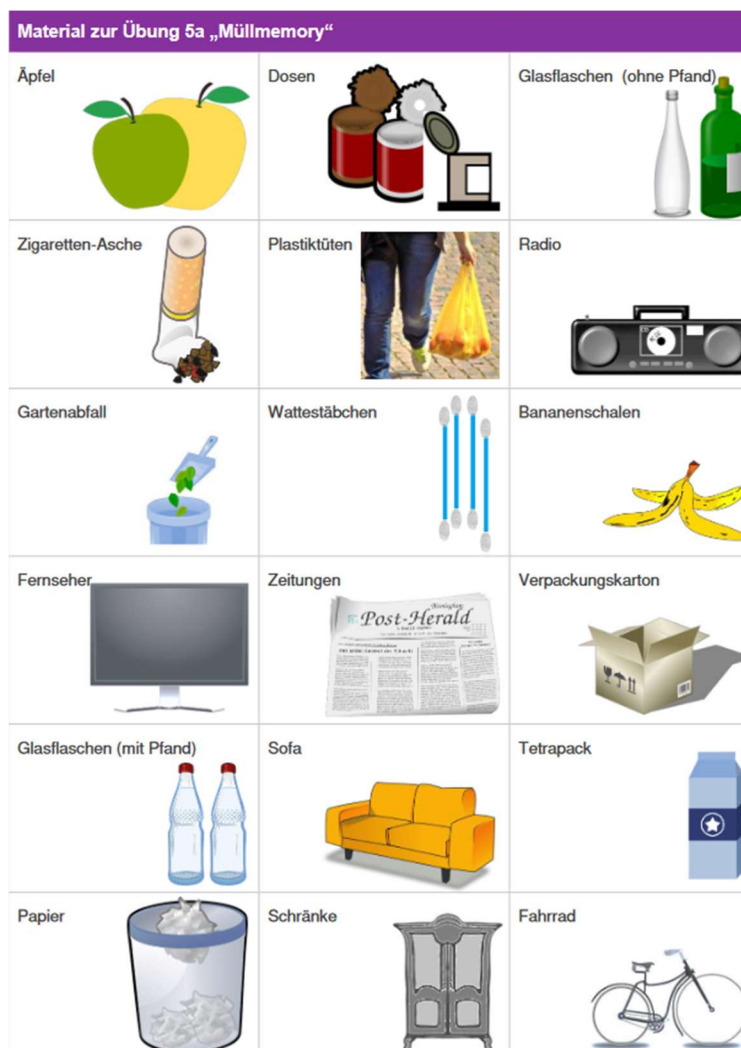 Material zur Übung 5a „Müllmemory“
Äpfel
Dosen
Glasflaschen (ohne Pfand)
Zigaretten-Asche
Plastiktüten
Radio
Gartenabfall
Wattestäbchen
Bananenschalen
Fernseher
Zeitungen
Post-Herald
Verpackungskarton
Glasflaschen (mit Pfand)
Sofa
Tetrapack
Papier
Schränke
Fahrrad